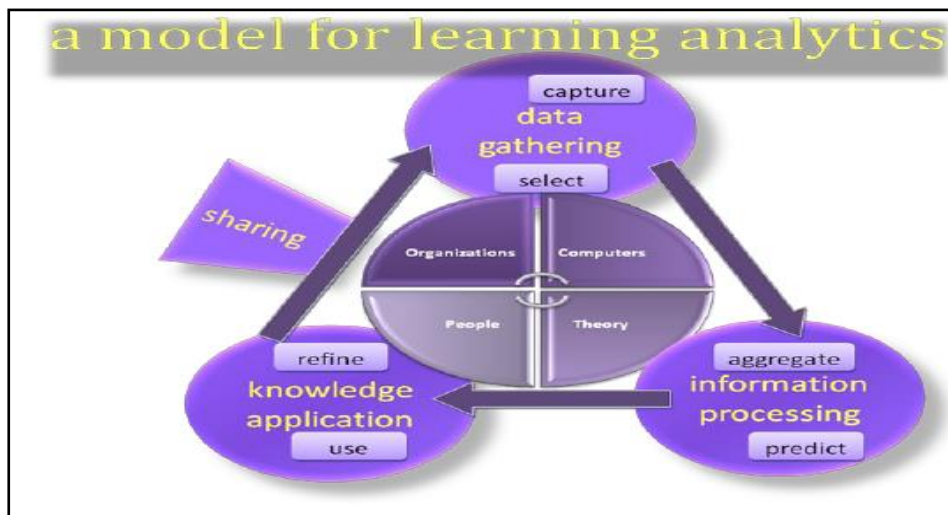 a model for learning analytics
capture
data
gathering
select
sharing
Organizations
Computers
People
Theory
refine
knowledge
application
use
aggregate
information
processing
predict